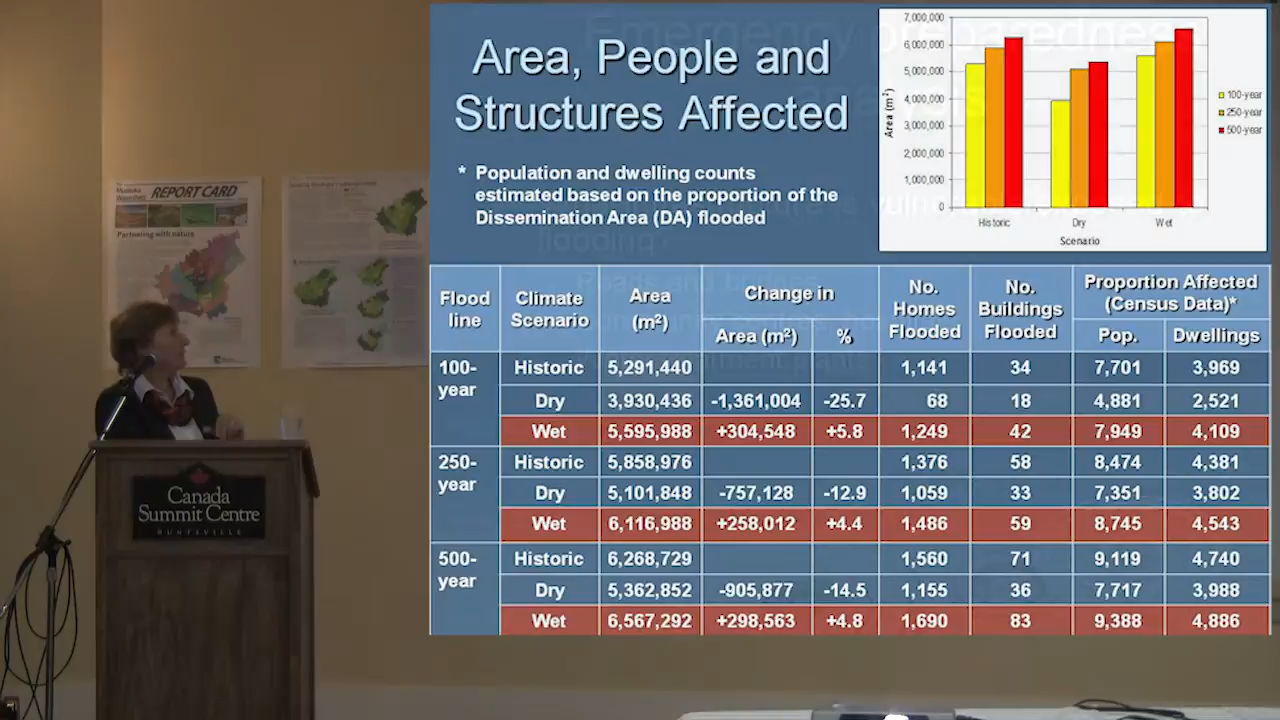 Area, People and
Structures Affected
* Population and dwelling counts
estimated based on the proportion of the
Dissemination Area (DA) flooded
7,000,000
6,000,000
5,000,000
4,000,000
3,000,000
2,000,000
1,000,000
0
Area (m²)
Historic Dry Wet
Scenario
100-year
250-year
500-year
Flood line Climate Scenario Area (m²) Change in No. Homes Flooded No. Buildings Flooded Proportion Affected (Census Data)*
Area (m²) % Pop. Dwellings
100-year Historic 5,291,440 1,141 34 7,701 3,969
Dry 3,930,436 -1,361,004 -25.7 68 18 4,881 2,521
Wet 5,595,988 +304,548 +5.8 1,249 42 7,949 4,109
250-year Historic 5,858,976 1,376 58 8,474 4,381
Dry 5,101,848 -757,128 -12.9 1,059 33 7,351 3,802
Wet 6,116,988 +258,012 +4.4 1,486 59 8,745 4,543
500-year Historic 6,268,729 1,560 71 9,119 4,740
Dry 5,362,852 -905,877 -14.5 1,155 36 7,717 3,988
Wet 6,567,292 +298,563 +4.8 1,690 83 9,388 4,886
Muskoka
Watershed
REPORT CARD
Partnering with nature
Canada
Summit Centre
HUNTSVILLE